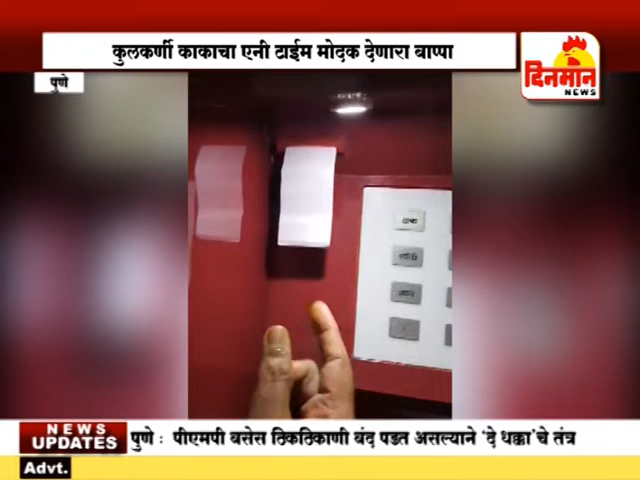 कुलकर्णी काकाचा एनी टाईम मोदक देणारा बाप्पा
दिनमान
NEWS
पुणे
NEWS
UPDATES
पुणे : पीएमपी बसेस ठिकठिकाणी बंद पडत असल्याने 'दे धक्का'चे तंत्र
Advt.